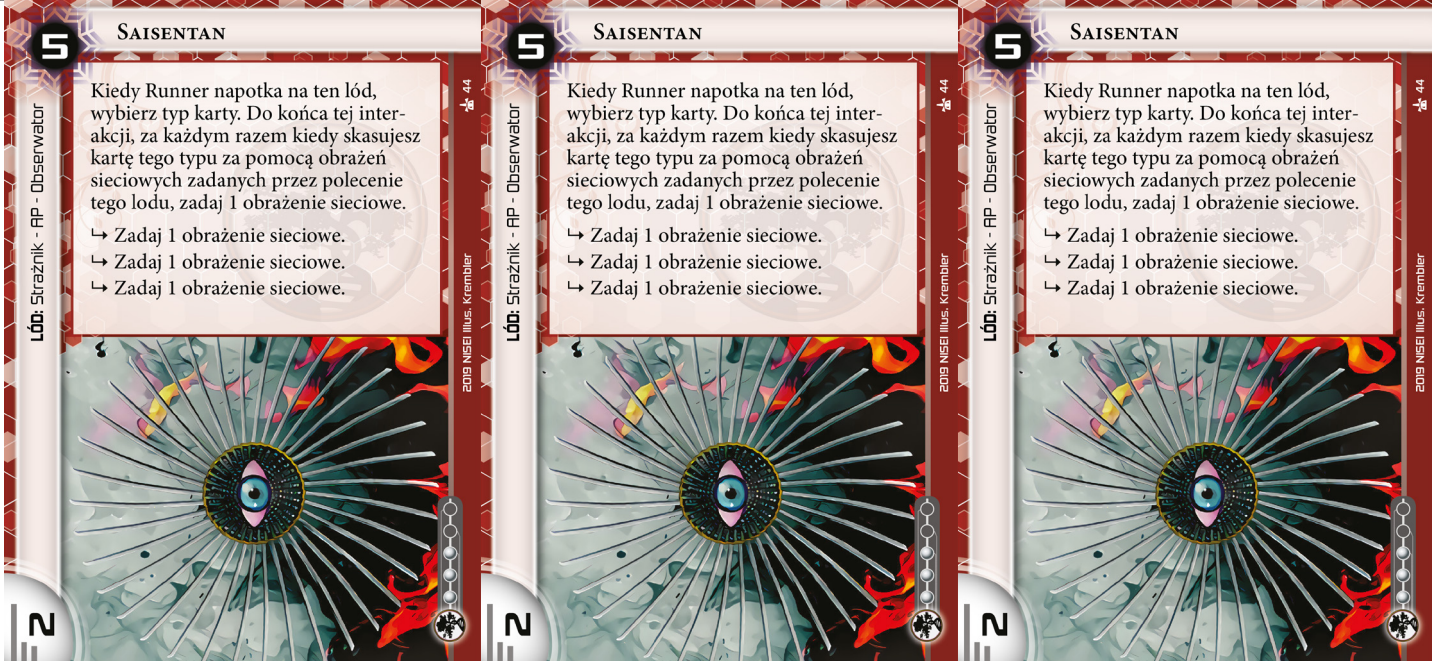 5
Saisentan
Kiedy Runner napotka na ten lód,
wybierz typ karty. Do końca tej inter-
akcji, za każdym razem kiedy skasujesz
kartę tego typu za pomocą obrażeń
sieciowych zadanych przez polecenie
tego lodu, zadaj 1 obrażenie sieciowe.
↳ Zadaj 1 obrażenie sieciowe.
↳ Zadaj 1 obrażenie sieciowe.
↳ Zadaj 1 obrażenie sieciowe.
LÓD: Strażnik - AP - Obserwator
44
2019 NISEI Illus. Krembler
2
5
Saisentan
Kiedy Runner napotka na ten lód,
wybierz typ karty. Do końca tej inter-
akcji, za każdym razem kiedy skasujesz
kartę tego typu za pomocą obrażeń
sieciowych zadanych przez polecenie
tego lodu, zadaj 1 obrażenie sieciowe.
↳ Zadaj 1 obrażenie sieciowe.
↳ Zadaj 1 obrażenie sieciowe.
↳ Zadaj 1 obrażenie sieciowe.
LÓD: Strażnik - AP - Obserwator
44
2019 NISEI Illus. Krembler
2
5
Saisentan
Kiedy Runner napotka na ten lód,
wybierz typ karty. Do końca tej inter-
akcji, za każdym razem kiedy skasujesz
kartę tego typu za pomocą obrażeń
sieciowych zadanych przez polecenie
tego lodu, zadaj 1 obrażenie sieciowe.
↳ Zadaj 1 obrażenie sieciowe.
↳ Zadaj 1 obrażenie sieciowe.
↳ Zadaj 1 obrażenie sieciowe.
LÓD: Strażnik - AP - Obserwator
44
2019 NISEI Illus. Krembler
2